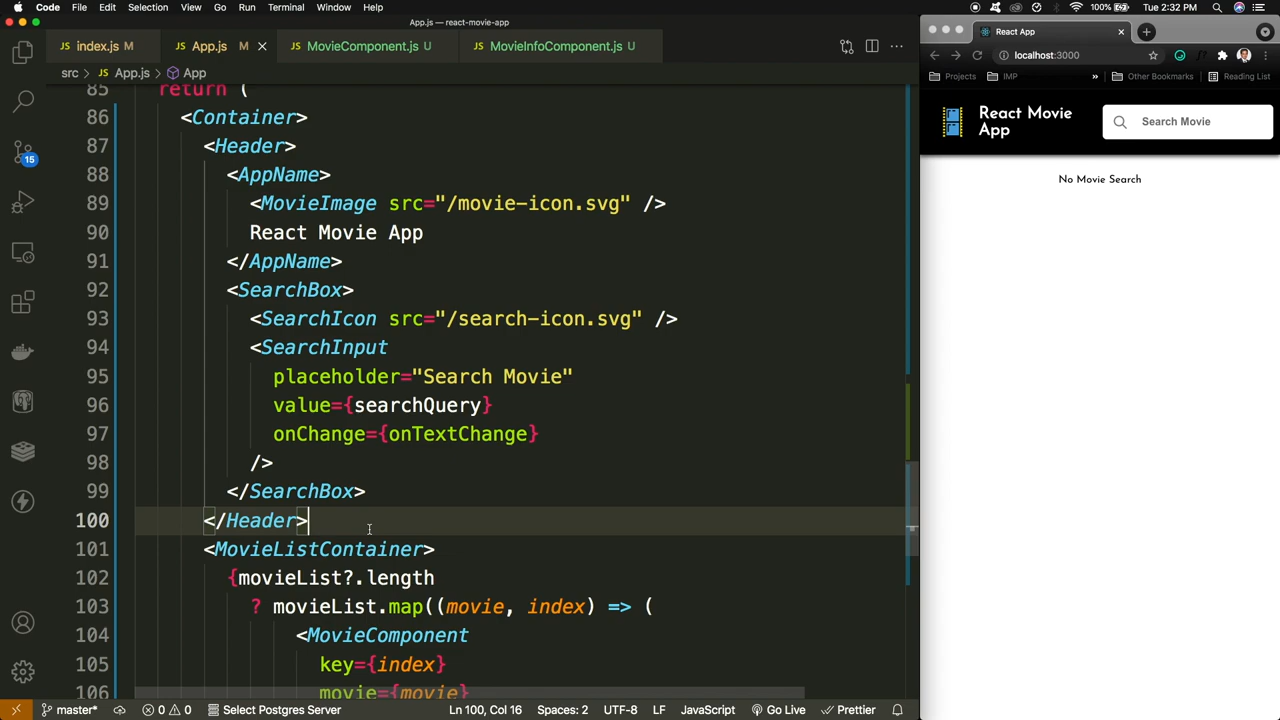 Code File Edit Selection View Go Run Terminal Window Help 100% Tue 2:32 PM
App.js — react-movie-app
JS index.js M JS App.js M JS MovieComponent.js U JS MovieInfoComponent.js U
src > JS App.js > App
85 return (
86 <Container>
87 <Header>
88 <AppName>
89 <MovieImage src="/movie-icon.svg" />
90 React Movie App
91 </AppName>
92 <SearchBox>
93 <SearchIcon src="/search-icon.svg" />
94 <SearchInput
95 placeholder="Search Movie"
96 value={searchQuery}
97 onChange={onTextChange}
98 />
99 </SearchBox>
100 </Header>
101 <MovieListContainer>
102 {movieList?.length
103 ? movieList.map((movie, index) => (
104 <MovieComponent
105 key={index}
106 movie={movie}
15
master* 0 0 Select Postgres Server Ln 100, Col 16 Spaces: 2 UTF-8 LF JavaScript Go Live Prettier
React App
localhost:3000
Projects IMP » Other Bookmarks Reading List
React Movie
App
Search Movie
No Movie Search